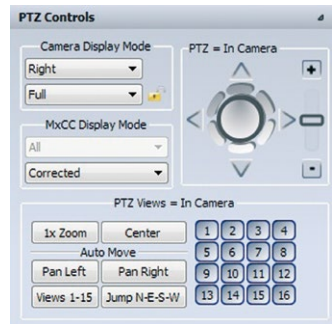 PTZ Controls
Camera Display Mode
Right
Full
MxCC Display Mode
All
Corrected
PTZ = In Camera
+
-
PTZ Views = In Camera
1x Zoom Center
Auto Move
Pan Left Pan Right
Views 1-15 Jump N-E-S-W
1 2 3 4
5 6 7 8
9 10 11 12
13 14 15 16